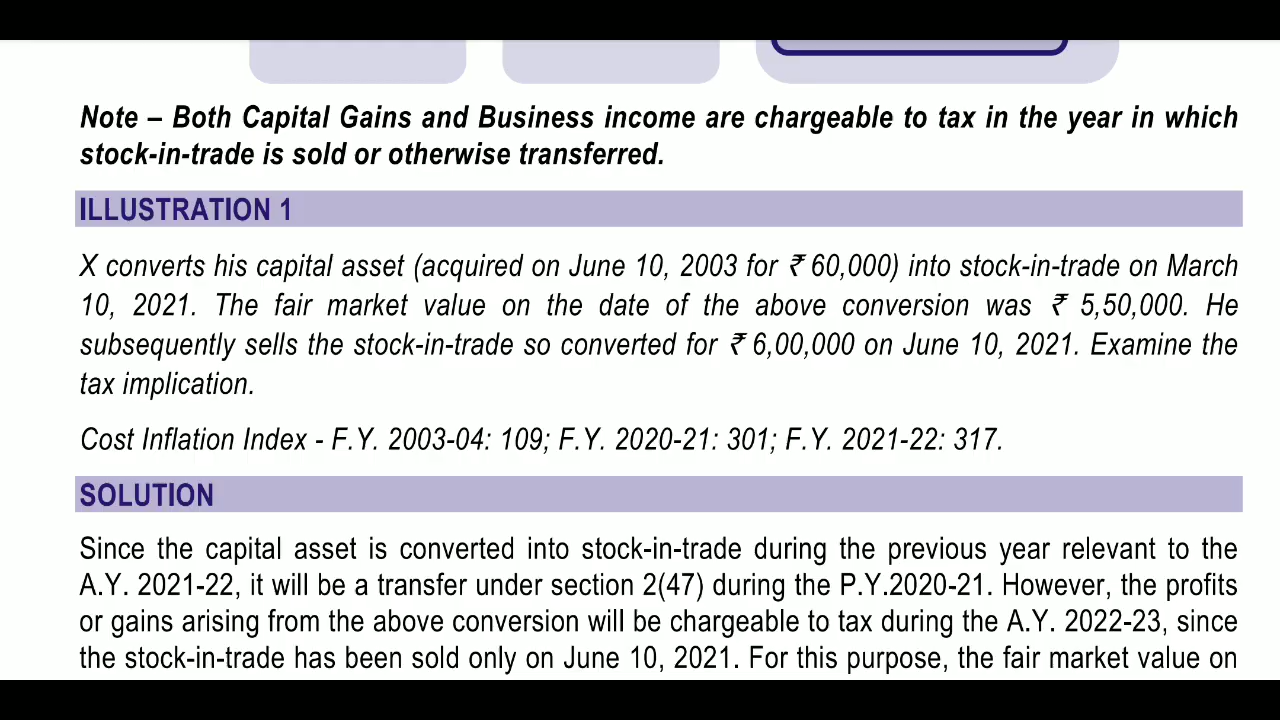 Note – Both Capital Gains and Business income are chargeable to tax in the year in which
stock-in-trade is sold or otherwise transferred.
ILLUSTRATION 1
X converts his capital asset (acquired on June 10, 2003 for ₹ 60,000) into stock-in-trade on March
10, 2021. The fair market value on the date of the above conversion was ₹ 5,50,000. He
subsequently sells the stock-in-trade so converted for ₹ 6,00,000 on June 10, 2021. Examine the
tax implication.
Cost Inflation Index - F.Y. 2003-04: 109; F.Y. 2020-21: 301; F.Y. 2021-22: 317.
SOLUTION
Since the capital asset is converted into stock-in-trade during the previous year relevant to the
A.Y. 2021-22, it will be a transfer under section 2(47) during the P.Y.2020-21. However, the profits
or gains arising from the above conversion will be chargeable to tax during the A.Y. 2022-23, since
the stock-in-trade has been sold only on June 10, 2021. For this purpose, the fair market value on